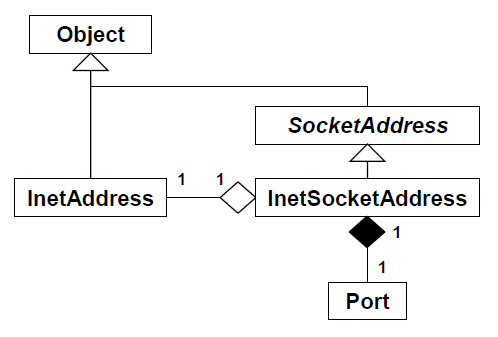 Object
SocketAddress
1 1
InetAddress
InetSocketAddress
1
1
Port